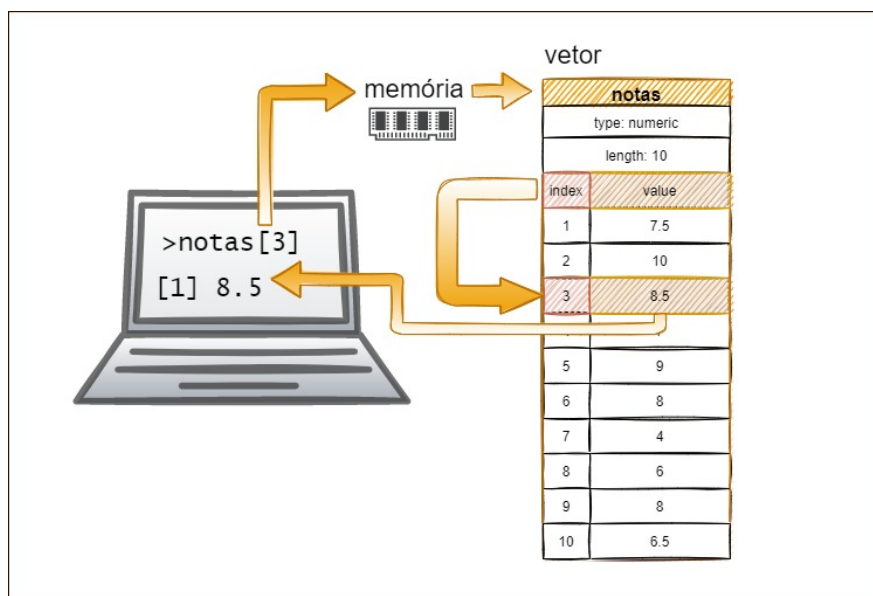 vetor
memória
notas
type: numeric
length: 10
index value
1 7.5
2 10
3 8.5
5 9
6 8
7 4
8 6
9 8
10 6.5
>notas[3]
[1] 8.5